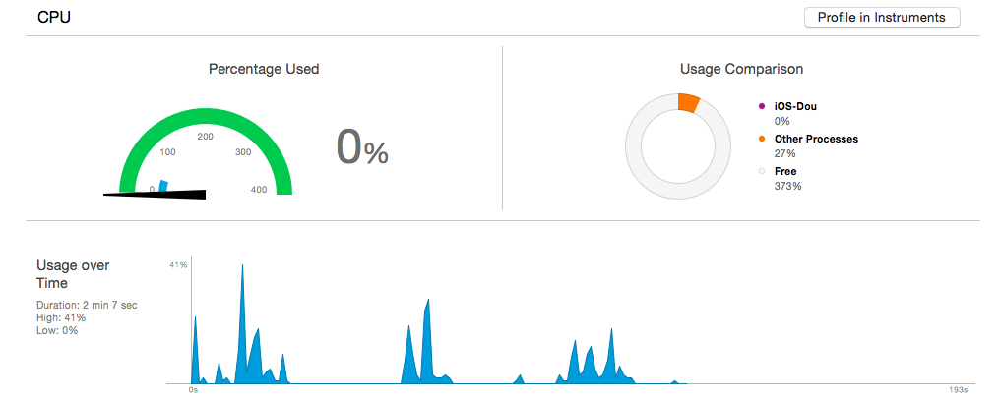 CPU
Profile in Instruments
Percentage Used
0
100
200
300
400
0%
Usage Comparison
iOS-Dou
0%
Other Processes
27%
Free
373%
Usage over
Time
Duration: 2 min 7 sec
High: 41%
Low: 0%
41%
0s
193s